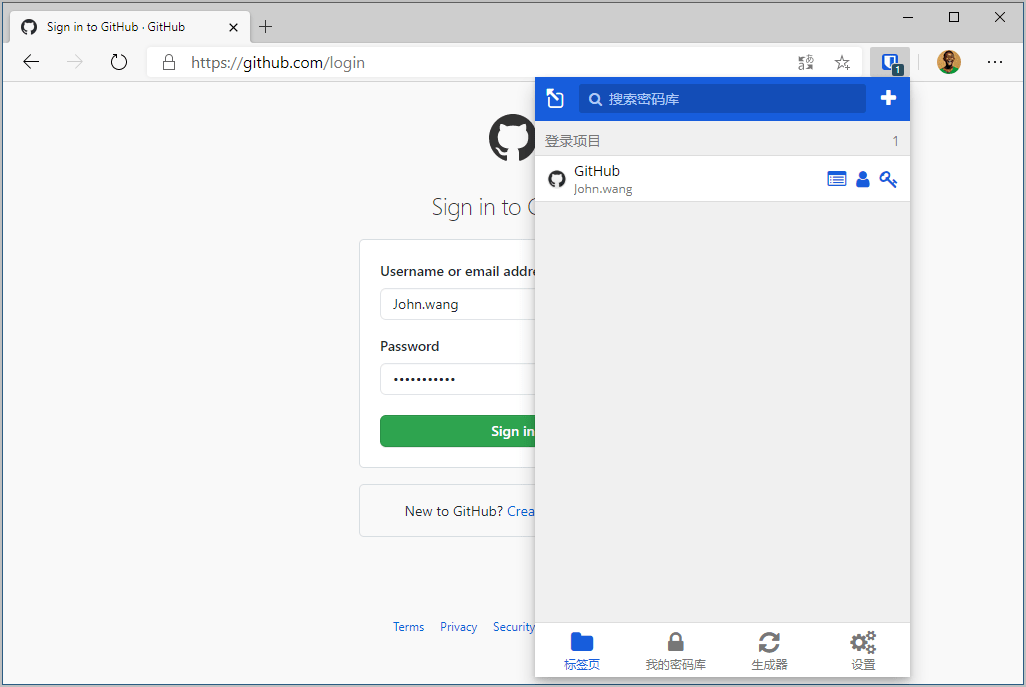 Sign in to GitHub · GitHub
https://github.com/login
1
搜索密码库
登录项目 1
GitHub
John.wang
Sign in to
Username or email addre
John.wang
Password
•••••••••••
Sign in
New to GitHub? Crea
Terms Privacy Security
标签页 我的密码库 生成器 设置